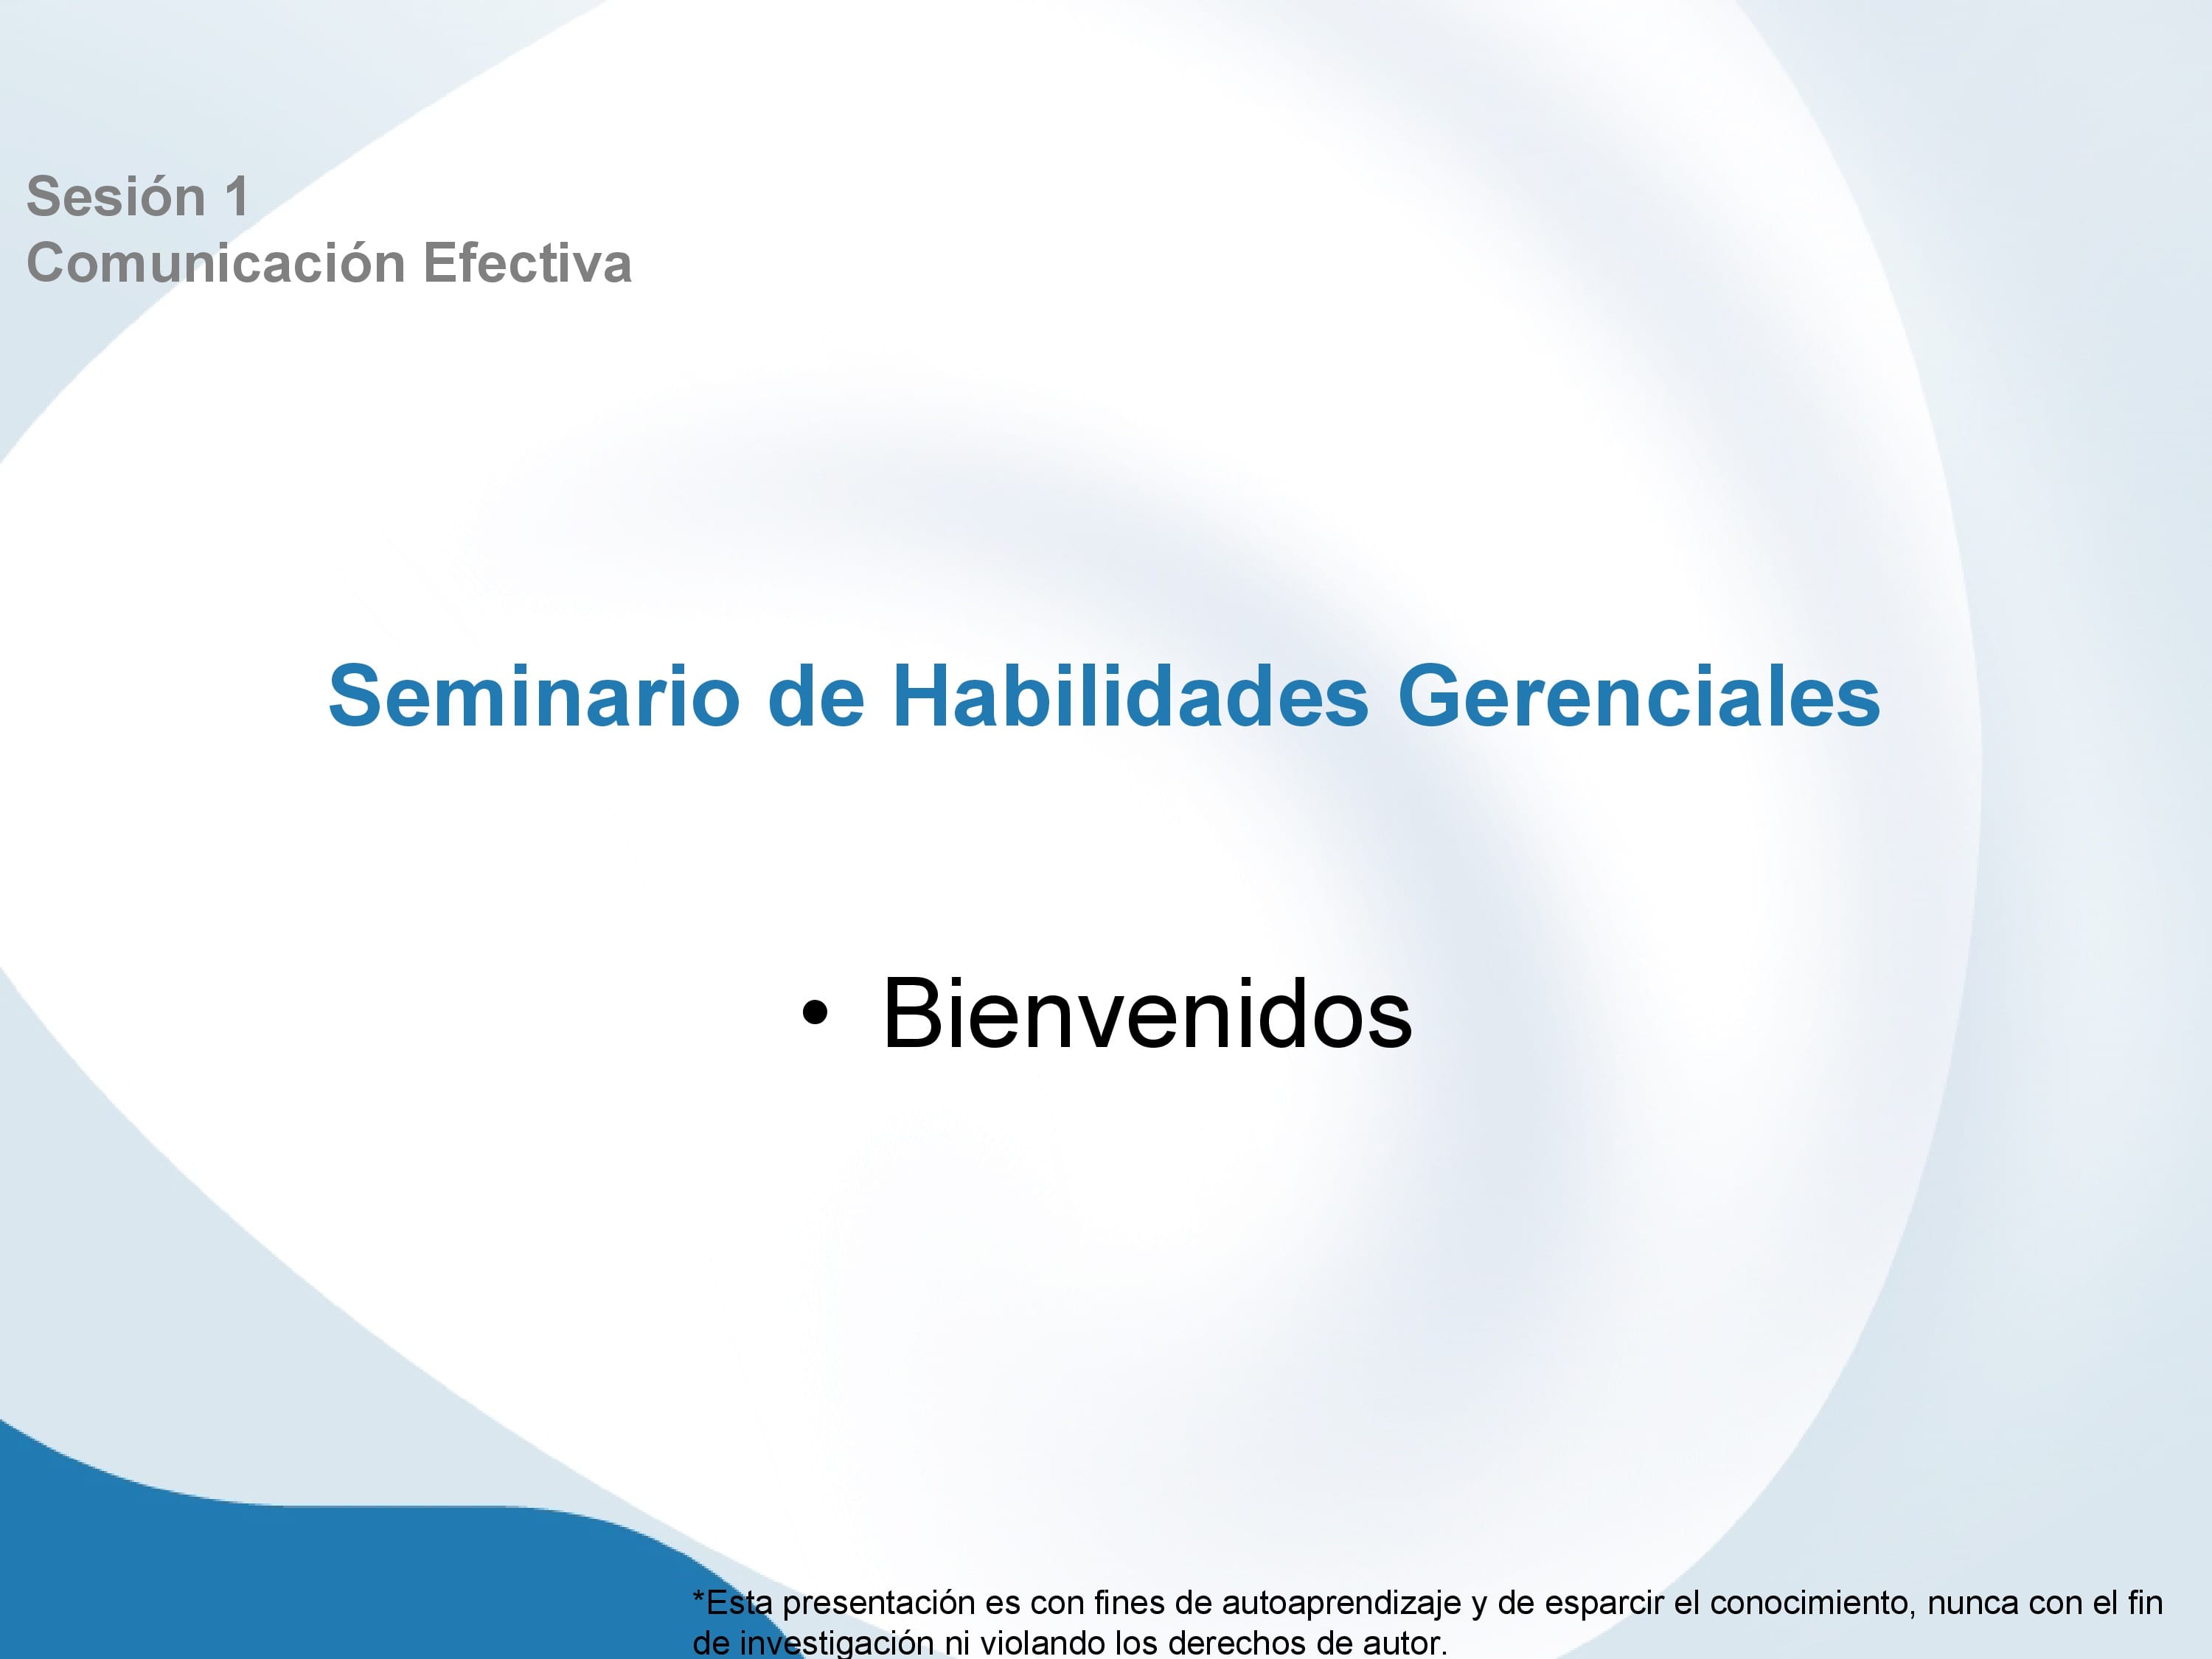 Sesión 1
Comunicación Efectiva
Seminario de Habilidades Gerenciales
• Bienvenidos
*Esta presentación es con fines de autoaprendizaje y de esparcir el conocimiento, nunca con el fin
de investigación ni violando los derechos de autor.